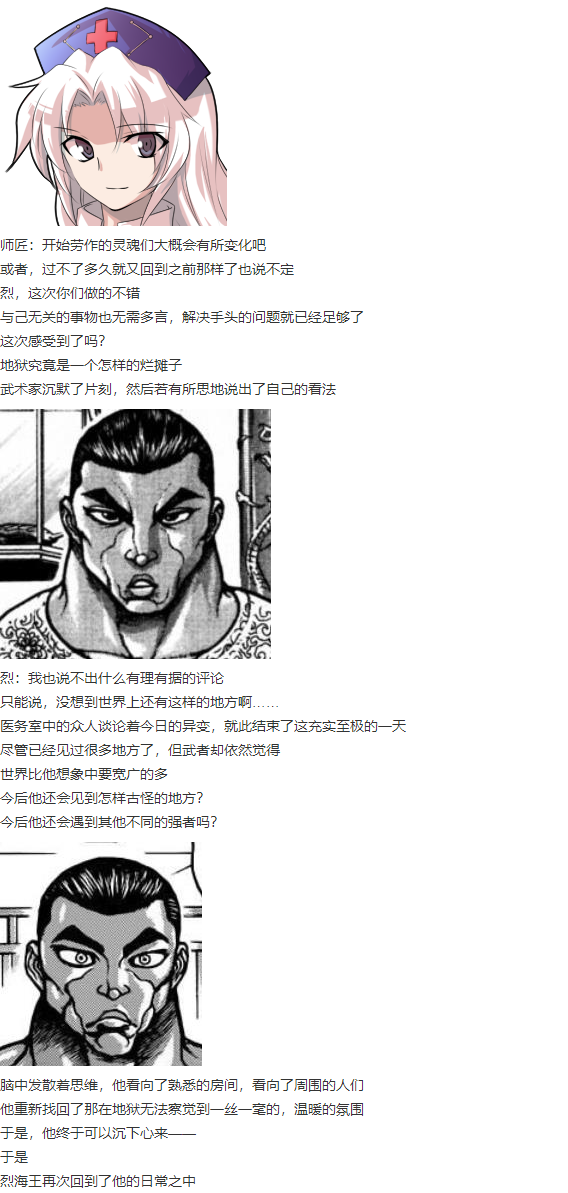 师匠：开始劳作的灵魂们大概会有所变化吧
或者，过不了多久就又回到之前那样了也说不定
烈，这次你们做的不错
与己无关的事物也无需多言，解决手头的问题就已经足够了
这次感受到了吗？
地狱究竟是一个怎样的烂摊子
武术家沉默了片刻，然后若有所思地说出了自己的看法
烈：我也说不出什么有理有据的评论
只能说，没想到世界上还有这样的地方啊……
医务室中的众人谈论着今日的异变，就此结束了这充实至极的一天
尽管已经见过很多地方了，但武者却依然觉得
世界比他想象中要宽广的多
今后他还会见到怎样古怪的地方？
今后他还会遇到其他不同的强者吗？
脑中发散着思维，他看向了熟悉的房间，看向了周围的人们
他重新找回了那在地狱无法察觉到一丝一毫的，温暖的氛围
于是，他终于可以沉下心来——
于是
烈海王再次回到了他的日常之中